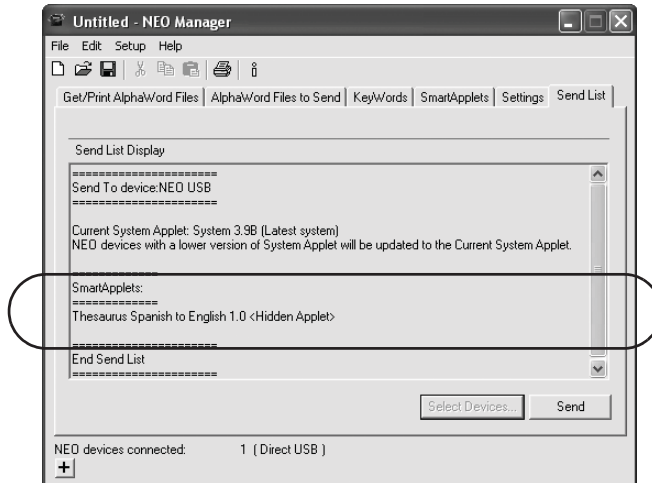 Untitled - NEO Manager
File Edit Setup Help
Get/Print AlphaWord Files AlphaWord Files to Send KeyWords SmartApplets Settings Send List
Send List Display
======================
Send To device:NEO USB
======================
Current System Applet: System 3.9B (Latest system)
NEO devices with a lower version of System Applet will be updated to the Current System Applet.
=============
SmartApplets:
=============
Thesaurus Spanish to English 1.0 <Hidden Applet>
======================
End Send List
======================
Select Devices... Send
NEO devices connected: 1 ( Direct USB )
+